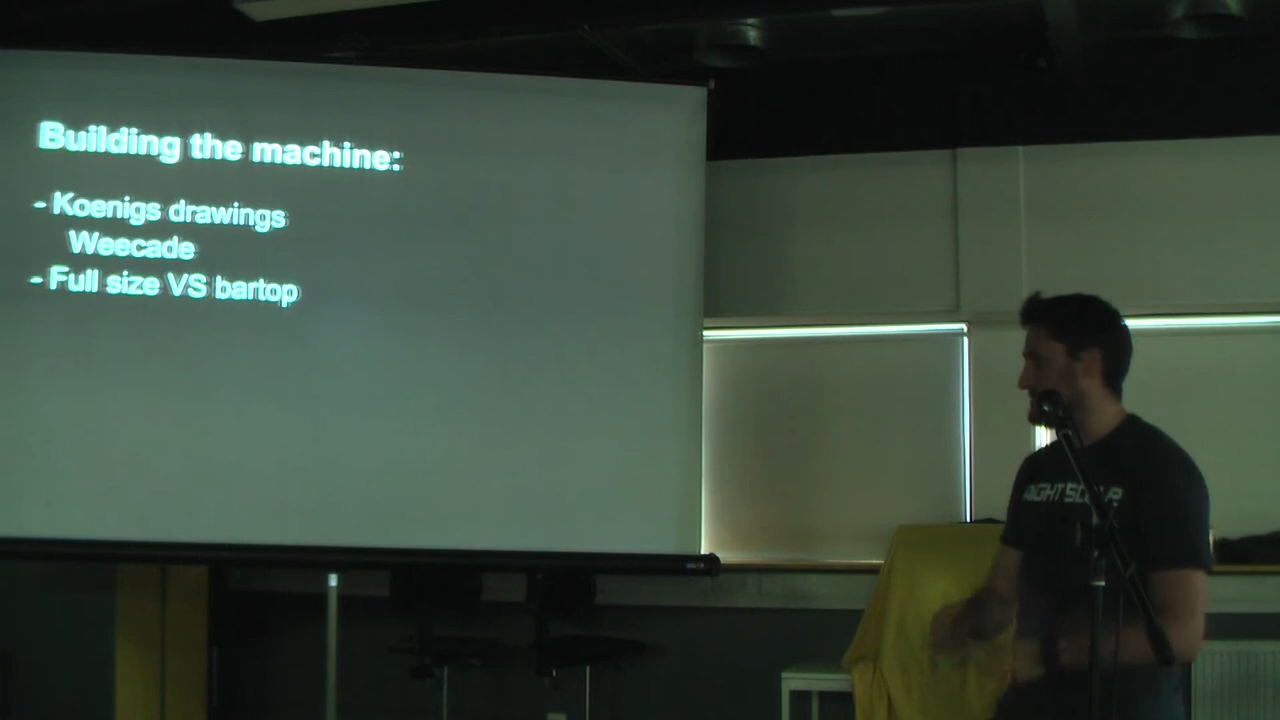 Building the machine:
- Koenigs drawings
Weecade
- Full size VS bartop